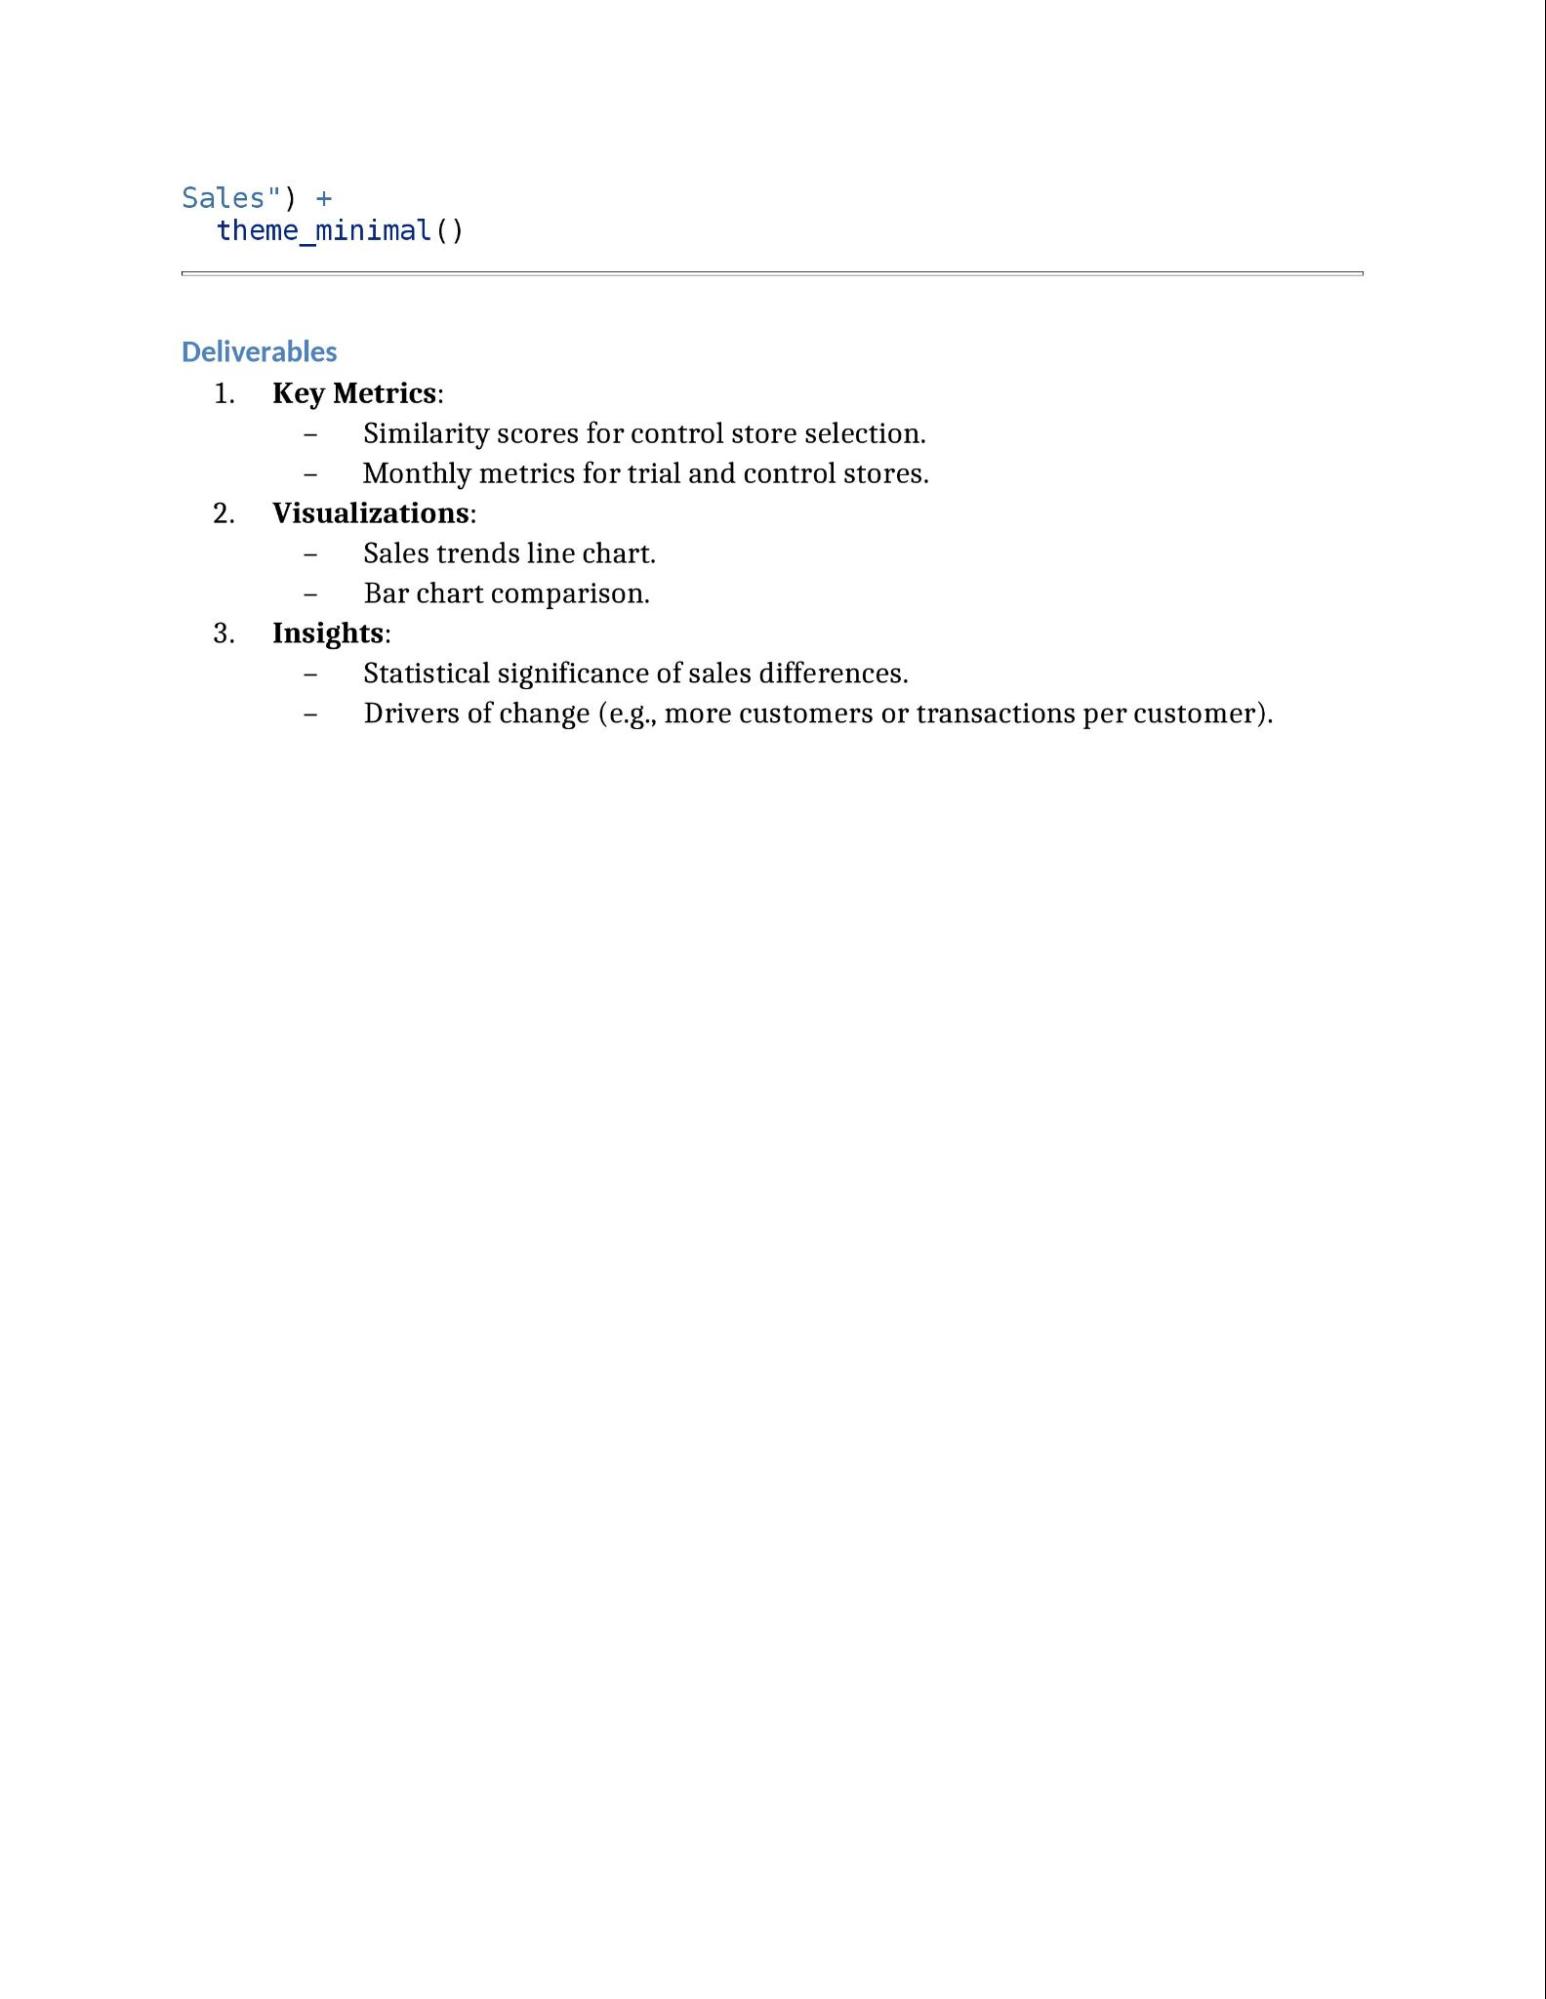 Sales") +
  theme_minimal()
Deliverables
1. Key Metrics:
– Similarity scores for control store selection.
– Monthly metrics for trial and control stores.
2. Visualizations:
– Sales trends line chart.
– Bar chart comparison.
3. Insights:
– Statistical significance of sales differences.
– Drivers of change (e.g., more customers or transactions per customer).